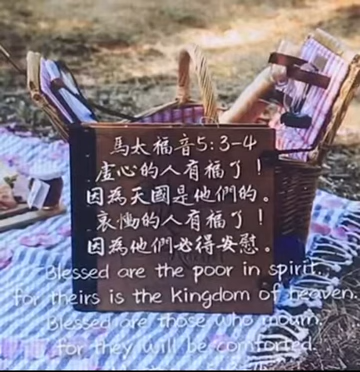 馬太福音5:3-4
虛心的人有福了!
因為天國是他們的。
哀慟的人有福了!
因為他們必得安慰。
Blessed are the poor in spirit,
for theirs is the kingdom of heaven.
Blessed are those who mourn,
for they will be comforted.